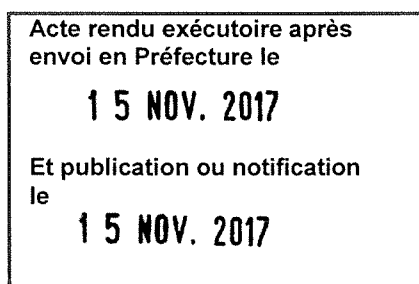 Acte rendu exécutoire après
envoi en Préfecture le
1 5 NOV. 2017
Et publication ou notification
le
1 5 NOV. 2017